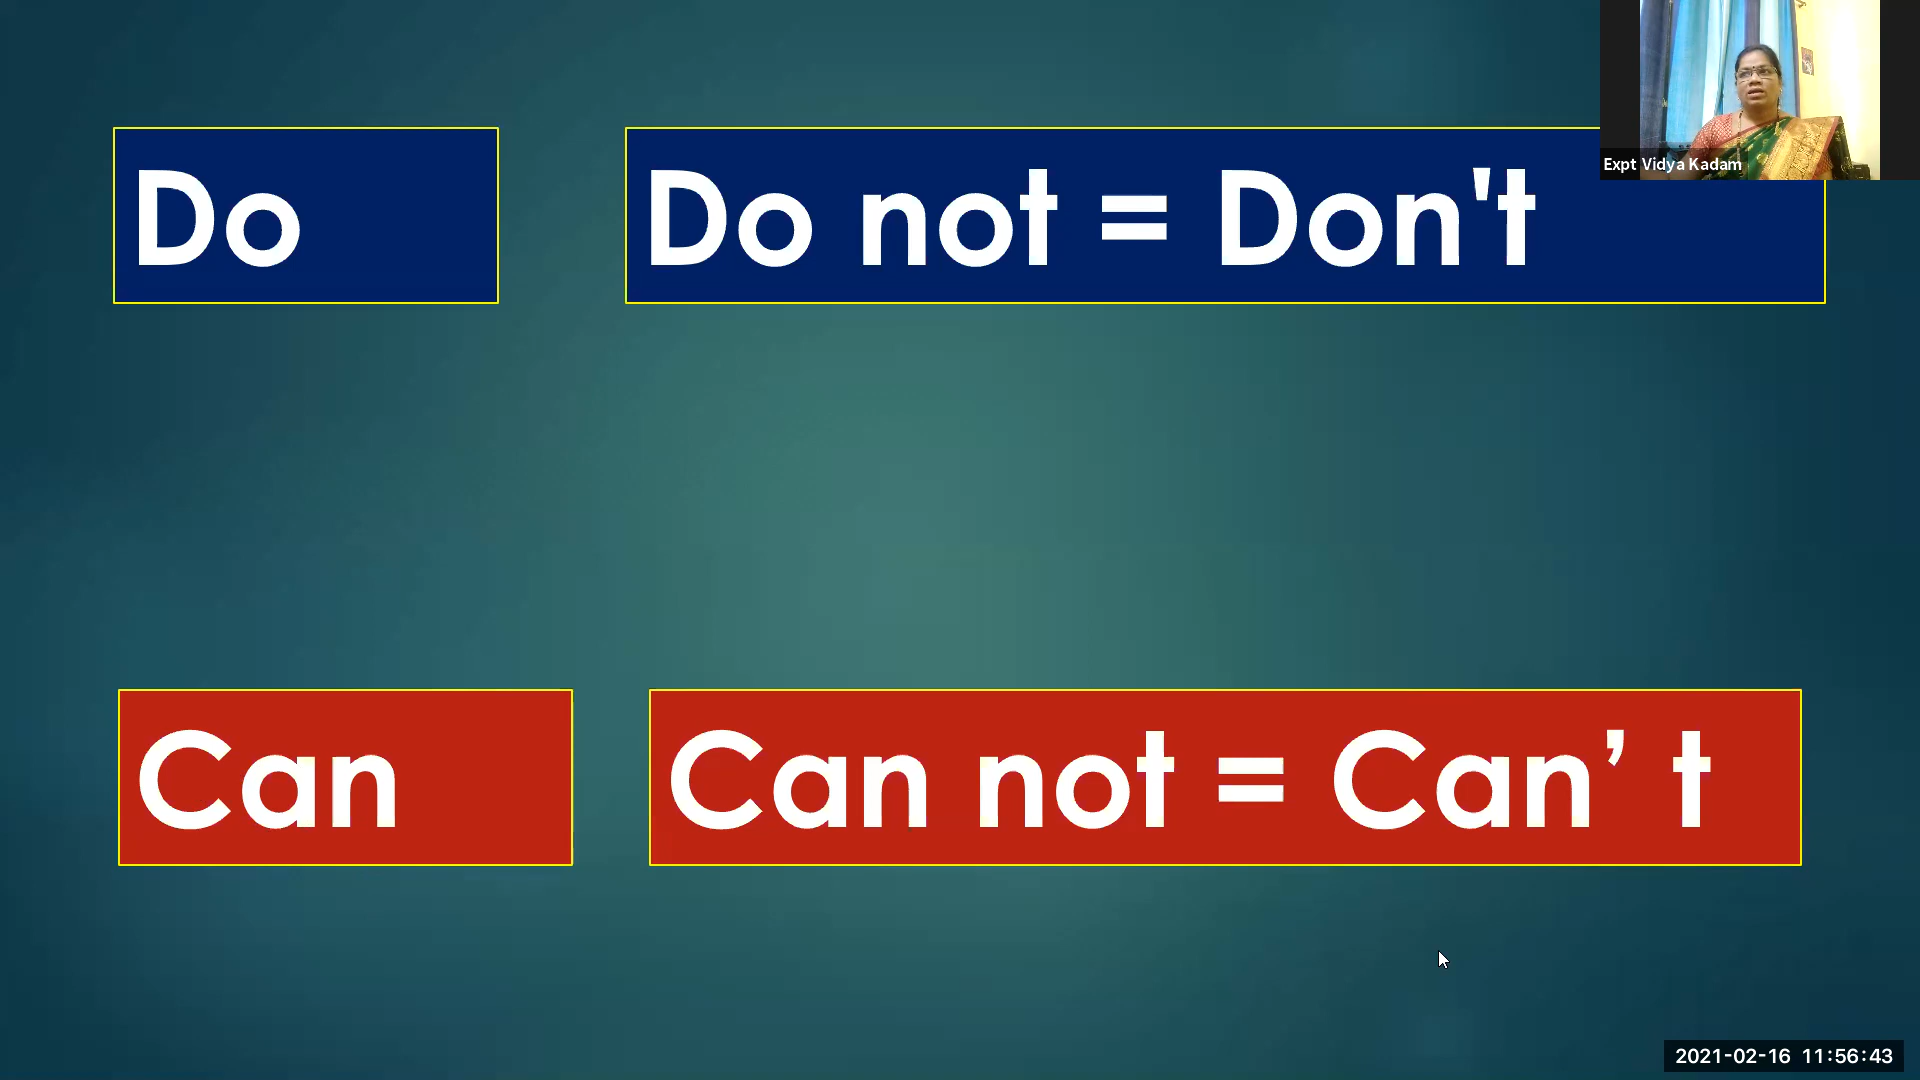 Expt Vidya Kadam
Do
Do not = Don't
Can
Can not = Can’ t
2021-02-16 11:56:43